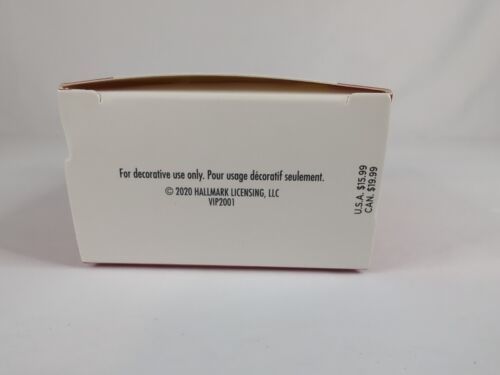 For decorative use only. Pour usage décoratif seulement.
© 2020 HALLMARK LICENSING, LLC
VIP2001
U.S.A. $15.99
CAN. $19.99